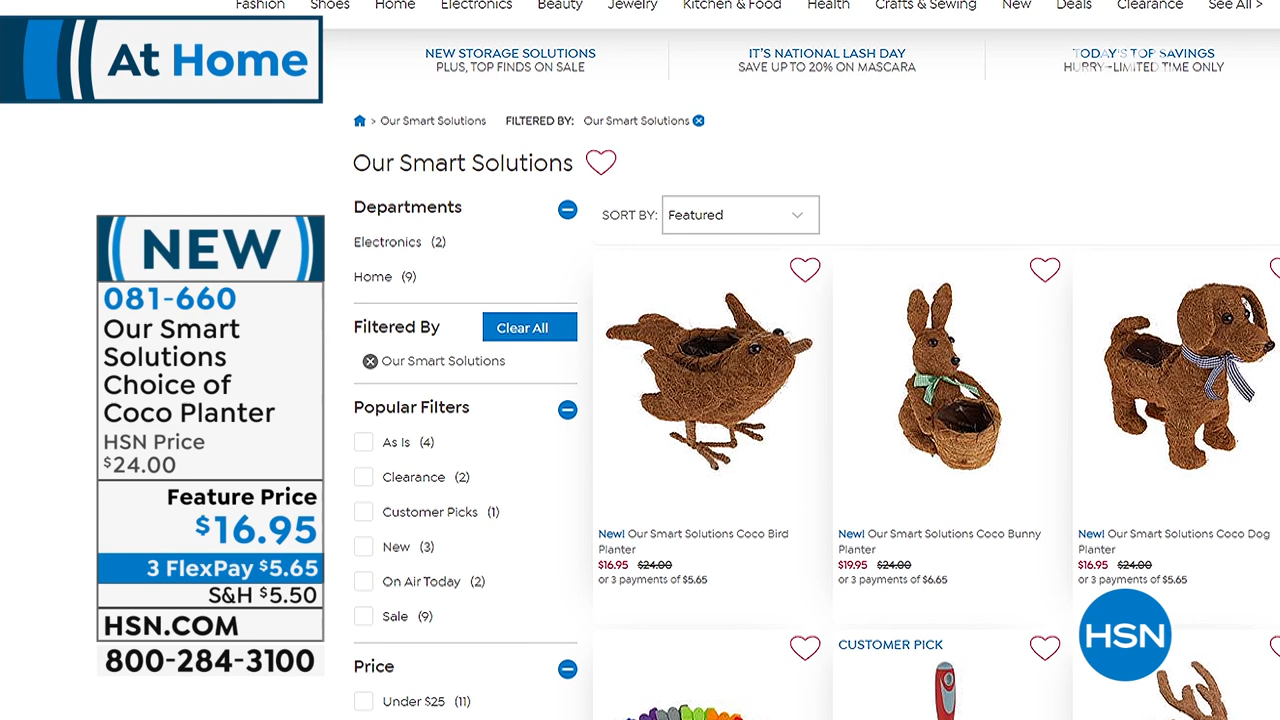 Fashion Shoes Home Electronics Beauty Jewelry Kitchen & Food Health Crafts & Sewing New Deals Clearance See All >
At Home
NEW STORAGE SOLUTIONS
PLUS, TOP FINDS ON SALE
IT'S NATIONAL LASH DAY
SAVE UP TO 20% ON MASCARA
TODAY'S TOP SAVINGS
HURRY–LIMITED TIME ONLY
> Our Smart Solutions FILTERED BY: Our Smart Solutions
Our Smart Solutions
Departments
Electronics (2)
Home (9)
Filtered By Clear All
Our Smart Solutions
Popular Filters
As Is (4)
Clearance (2)
Customer Picks (1)
New (3)
On Air Today (2)
Sale (9)
Price
Under $25 (11)
SORT BY: Featured
New! Our Smart Solutions Coco Bird
Planter
$16.95 $24.00
or 3 payments of $5.65
New! Our Smart Solutions Coco Bunny
Planter
$19.95 $24.00
or 3 payments of $6.65
New! Our Smart Solutions Coco Dog
Planter
$16.95 $24.00
or 3 payments of $5.65
CUSTOMER PICK
NEW
081-660
Our Smart
Solutions
Choice of
Coco Planter
HSN Price
$24.00
Feature Price
$16.95
3 FlexPay $5.65
S&H $5.50
HSN.COM
800-284-3100
HSN